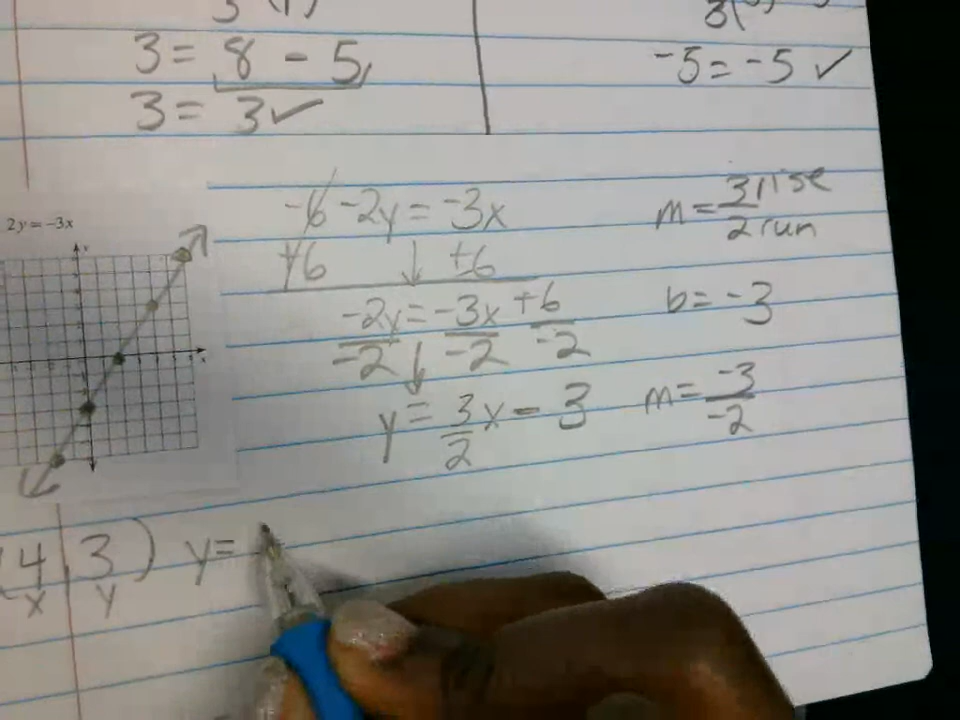 3 = 8 - 5
3 = 3 ✓
-5 = -5 ✓
2y = -3x
-6 -2y = -3x
+6 ↓ +6
-2y = -3x +6
-2 ↓ -2 -2
y = 3/2 x - 3
m = 3 rise / 2 run
b = -3
m = -3/-2
(4, 3) y =
x y